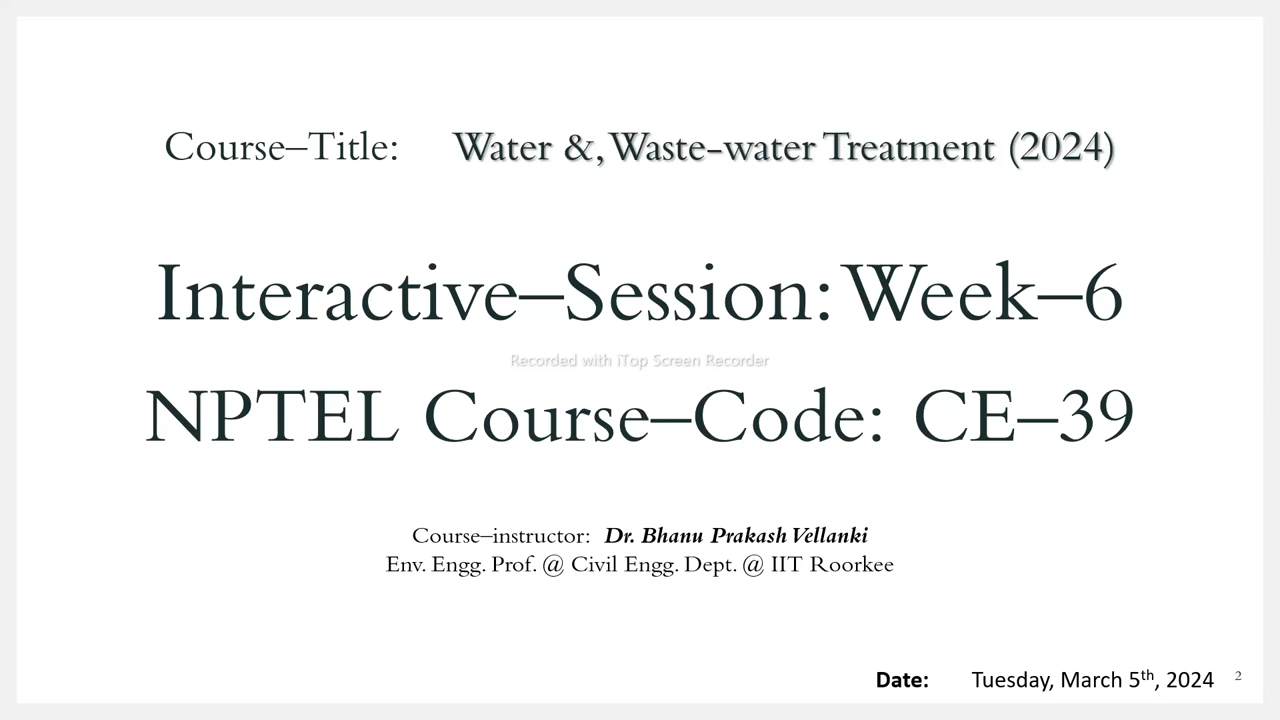 Course–Title: Water &, Waste-water Treatment (2024)
Interactive–Session: Week–6
Recorded with iTop Screen Recorder
NPTEL Course–Code: CE–39
Course–instructor: Dr. Bhanu Prakash Vellanki
Env. Engg. Prof. @ Civil Engg. Dept. @ IIT Roorkee
Date: Tuesday, March 5th, 2024 2